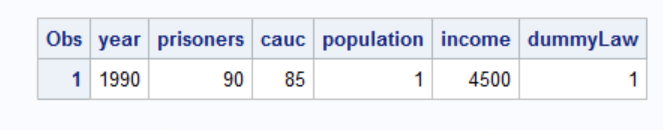 Obs year prisoners cauc population income dummyLaw
1 1990 90 85 1 4500 1